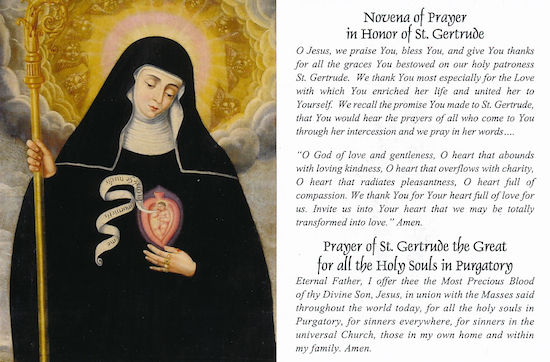 Novena of Prayer
in Honor of St. Gertrude
O Jesus, we praise You, bless You, and give You thanks
for all the graces You bestowed on our holy patroness
St. Gertrude. We thank You most especially for the Love
with which You enriched her life and united her to
Yourself. We recall the promise You made to St. Gertrude,
that You would hear the prayers of all who come to You
through her intercession and we pray in her words….
“O God of love and gentleness, O heart that abounds
with loving kindness, O heart that overflows with charity,
O heart that radiates pleasantness, O heart full of
compassion. We thank You for Your heart full of love for
us. Invite us into Your heart that we may be totally
transformed into love.” Amen.
Prayer of St. Gertrude the Great
for all the Holy Souls in Purgatory
Eternal Father, I offer thee the Most Precious Blood
of thy Divine Son, Jesus, in union with the Masses said
throughout the world today, for all the holy souls in
Purgatory, for sinners everywhere, for sinners in the
universal Church, those in my own home and within
my family. Amen.